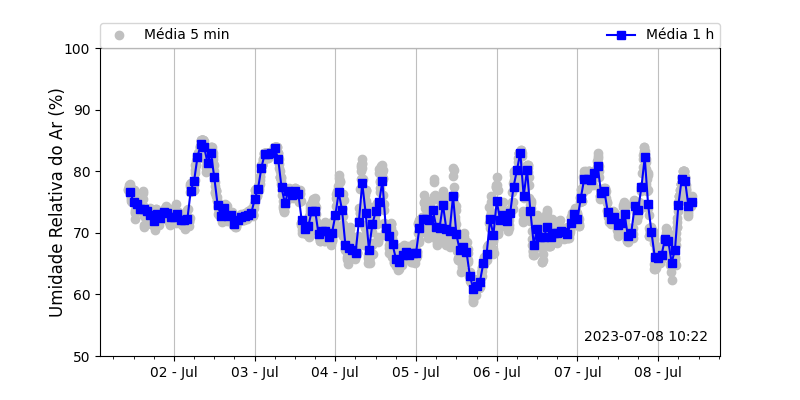 Média 5 min
Média 1 h
Umidade Relativa do Ar (%)
100
90
80
70
60
50
2023-07-08 10:22
02 - Jul
03 - Jul
04 - Jul
05 - Jul
06 - Jul
07 - Jul
08 - Jul